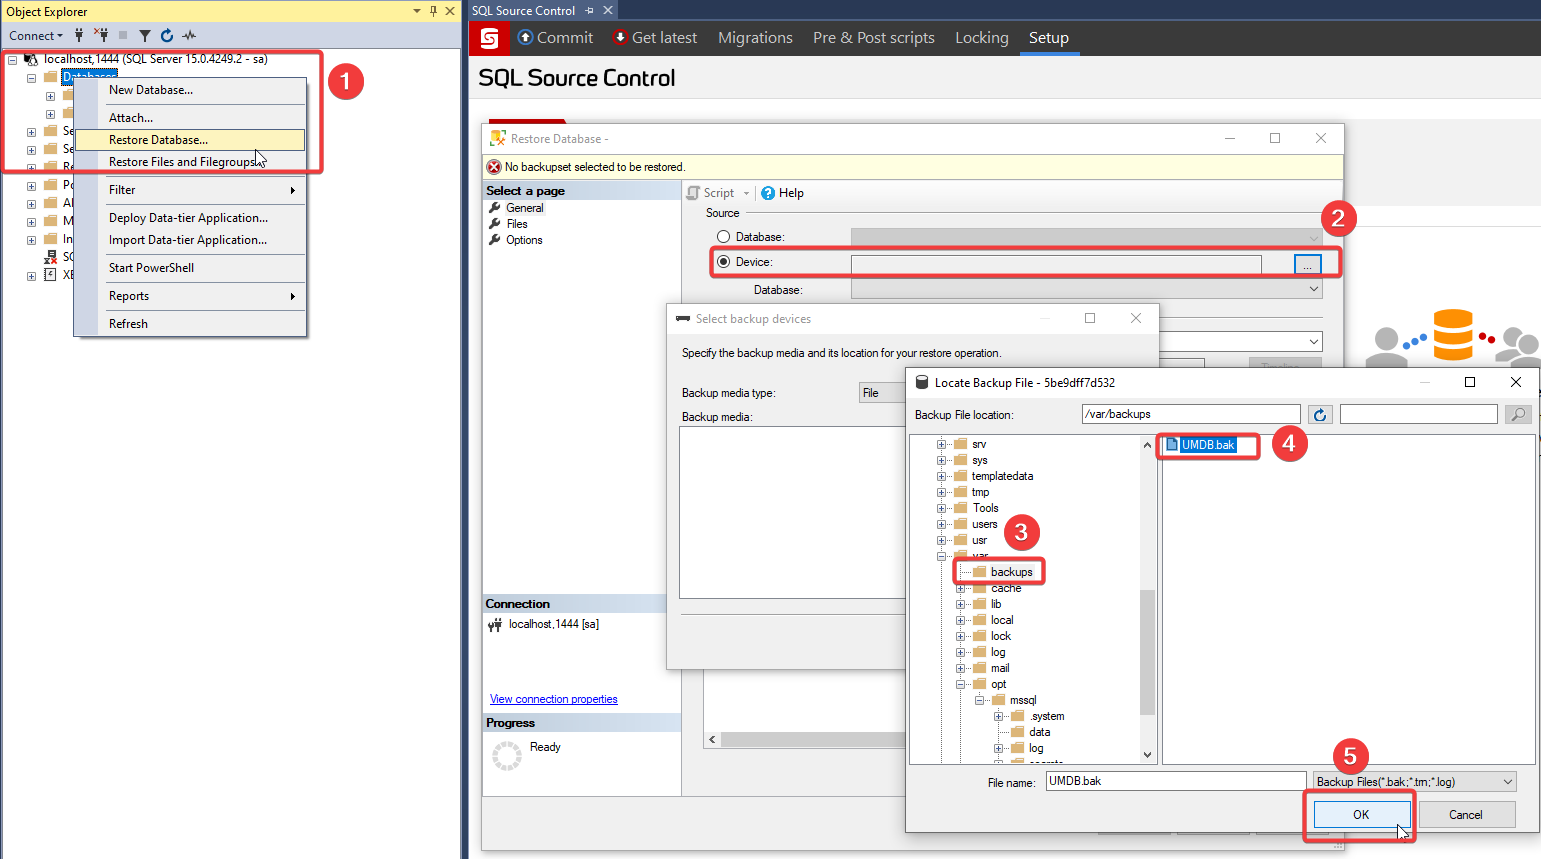 Object Explorer
Connect
localhost,1444 (SQL Server 15.0.4249.2 - sa)
Databases
New Database...
Attach...
Restore Database...
Restore Files and Filegroups
Filter
Deploy Data-tier Application...
Import Data-tier Application...
Start PowerShell
Reports
Refresh
1
SQL Source Control
Commit
Get latest
Migrations
Pre & Post scripts
Locking
Setup
SQL Source Control
Restore Database -
No backupset selected to be restored.
Select a page
General
Files
Options
Script
Help
Source
2
Database:
Device:
...
Database:
Connection
localhost,1444 [sa]
View connection properties
Progress
Ready
Select backup devices
Specify the backup media and its location for your restore operation.
Backup media type:
File
Backup media:
Locate Backup File - 5be9dff7d532
Backup File location:
/var/backups
srv
sys
templatedata
tmp
Tools
users
usr
var
3
backups
cache
lib
local
lock
log
mail
opt
mssql
.system
data
log
UMDB.bak
4
5
File name:
UMDB.bak
Backup Files(*.bak;*.trn;*.log)
OK
Cancel